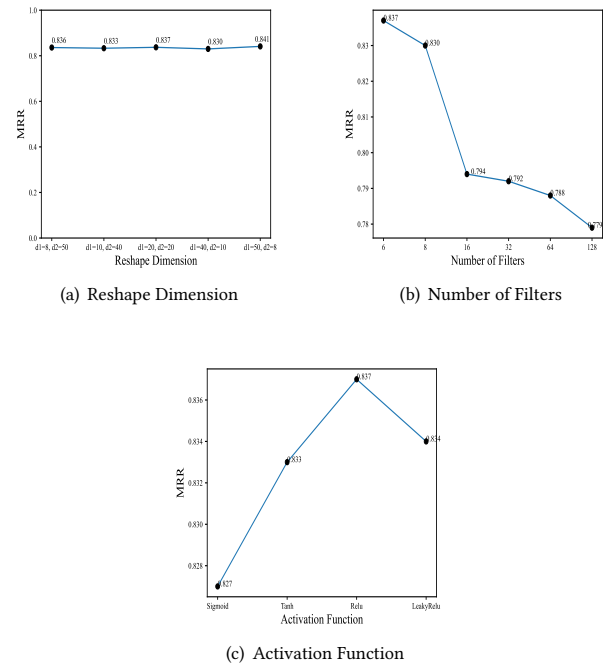 1.0
0.8
0.6
0.4
0.2
0.0
MRR
0.836
0.833
0.837
0.830
0.841
d1=8, d2=50
d1=10, d2=40
d1=20, d2=20
d1=40, d2=10
d1=50, d2=8
Reshape Dimension
(a) Reshape Dimension
0.83
0.82
0.81
0.80
0.79
0.78
MRR
0.837
0.830
0.794
0.792
0.788
0.779
6
8
16
32
64
128
Number of Filters
(b) Number of Filters
0.836
0.834
0.832
0.830
0.828
MRR
0.827
0.833
0.837
0.834
Sigmoid
Tanh
Relu
LeakyRelu
Activation Function
(c) Activation Function